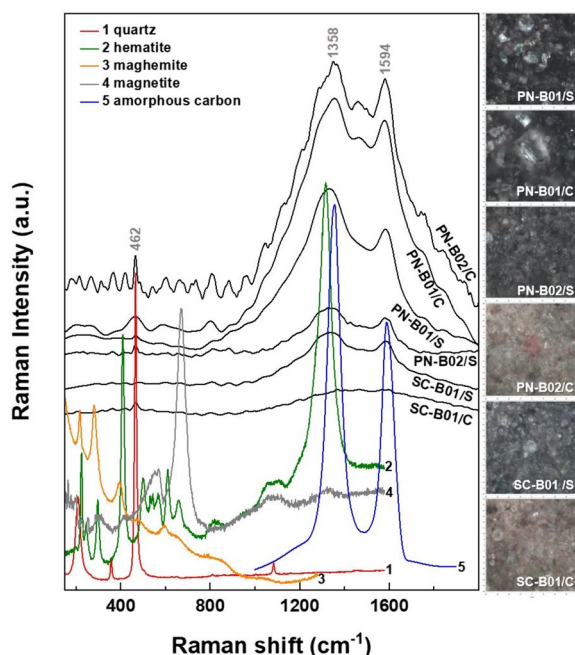 1 quartz
2 hematite
3 maghemite
4 magnetite
5 amorphous carbon
1358
1594
462
PN-B02/C
PN-B01/C
PN-B01/S
PN-B02/S
SC-B01/S
SC-B01/C
2
4
1
3
5
400
800
1200
1600
Raman shift (cm-1)
Raman Intensity (a.u.)
PN-B01/S
PN-B01/C
PN-B02/S
PN-B02/C
SC-B01 /S
SC-B01/C